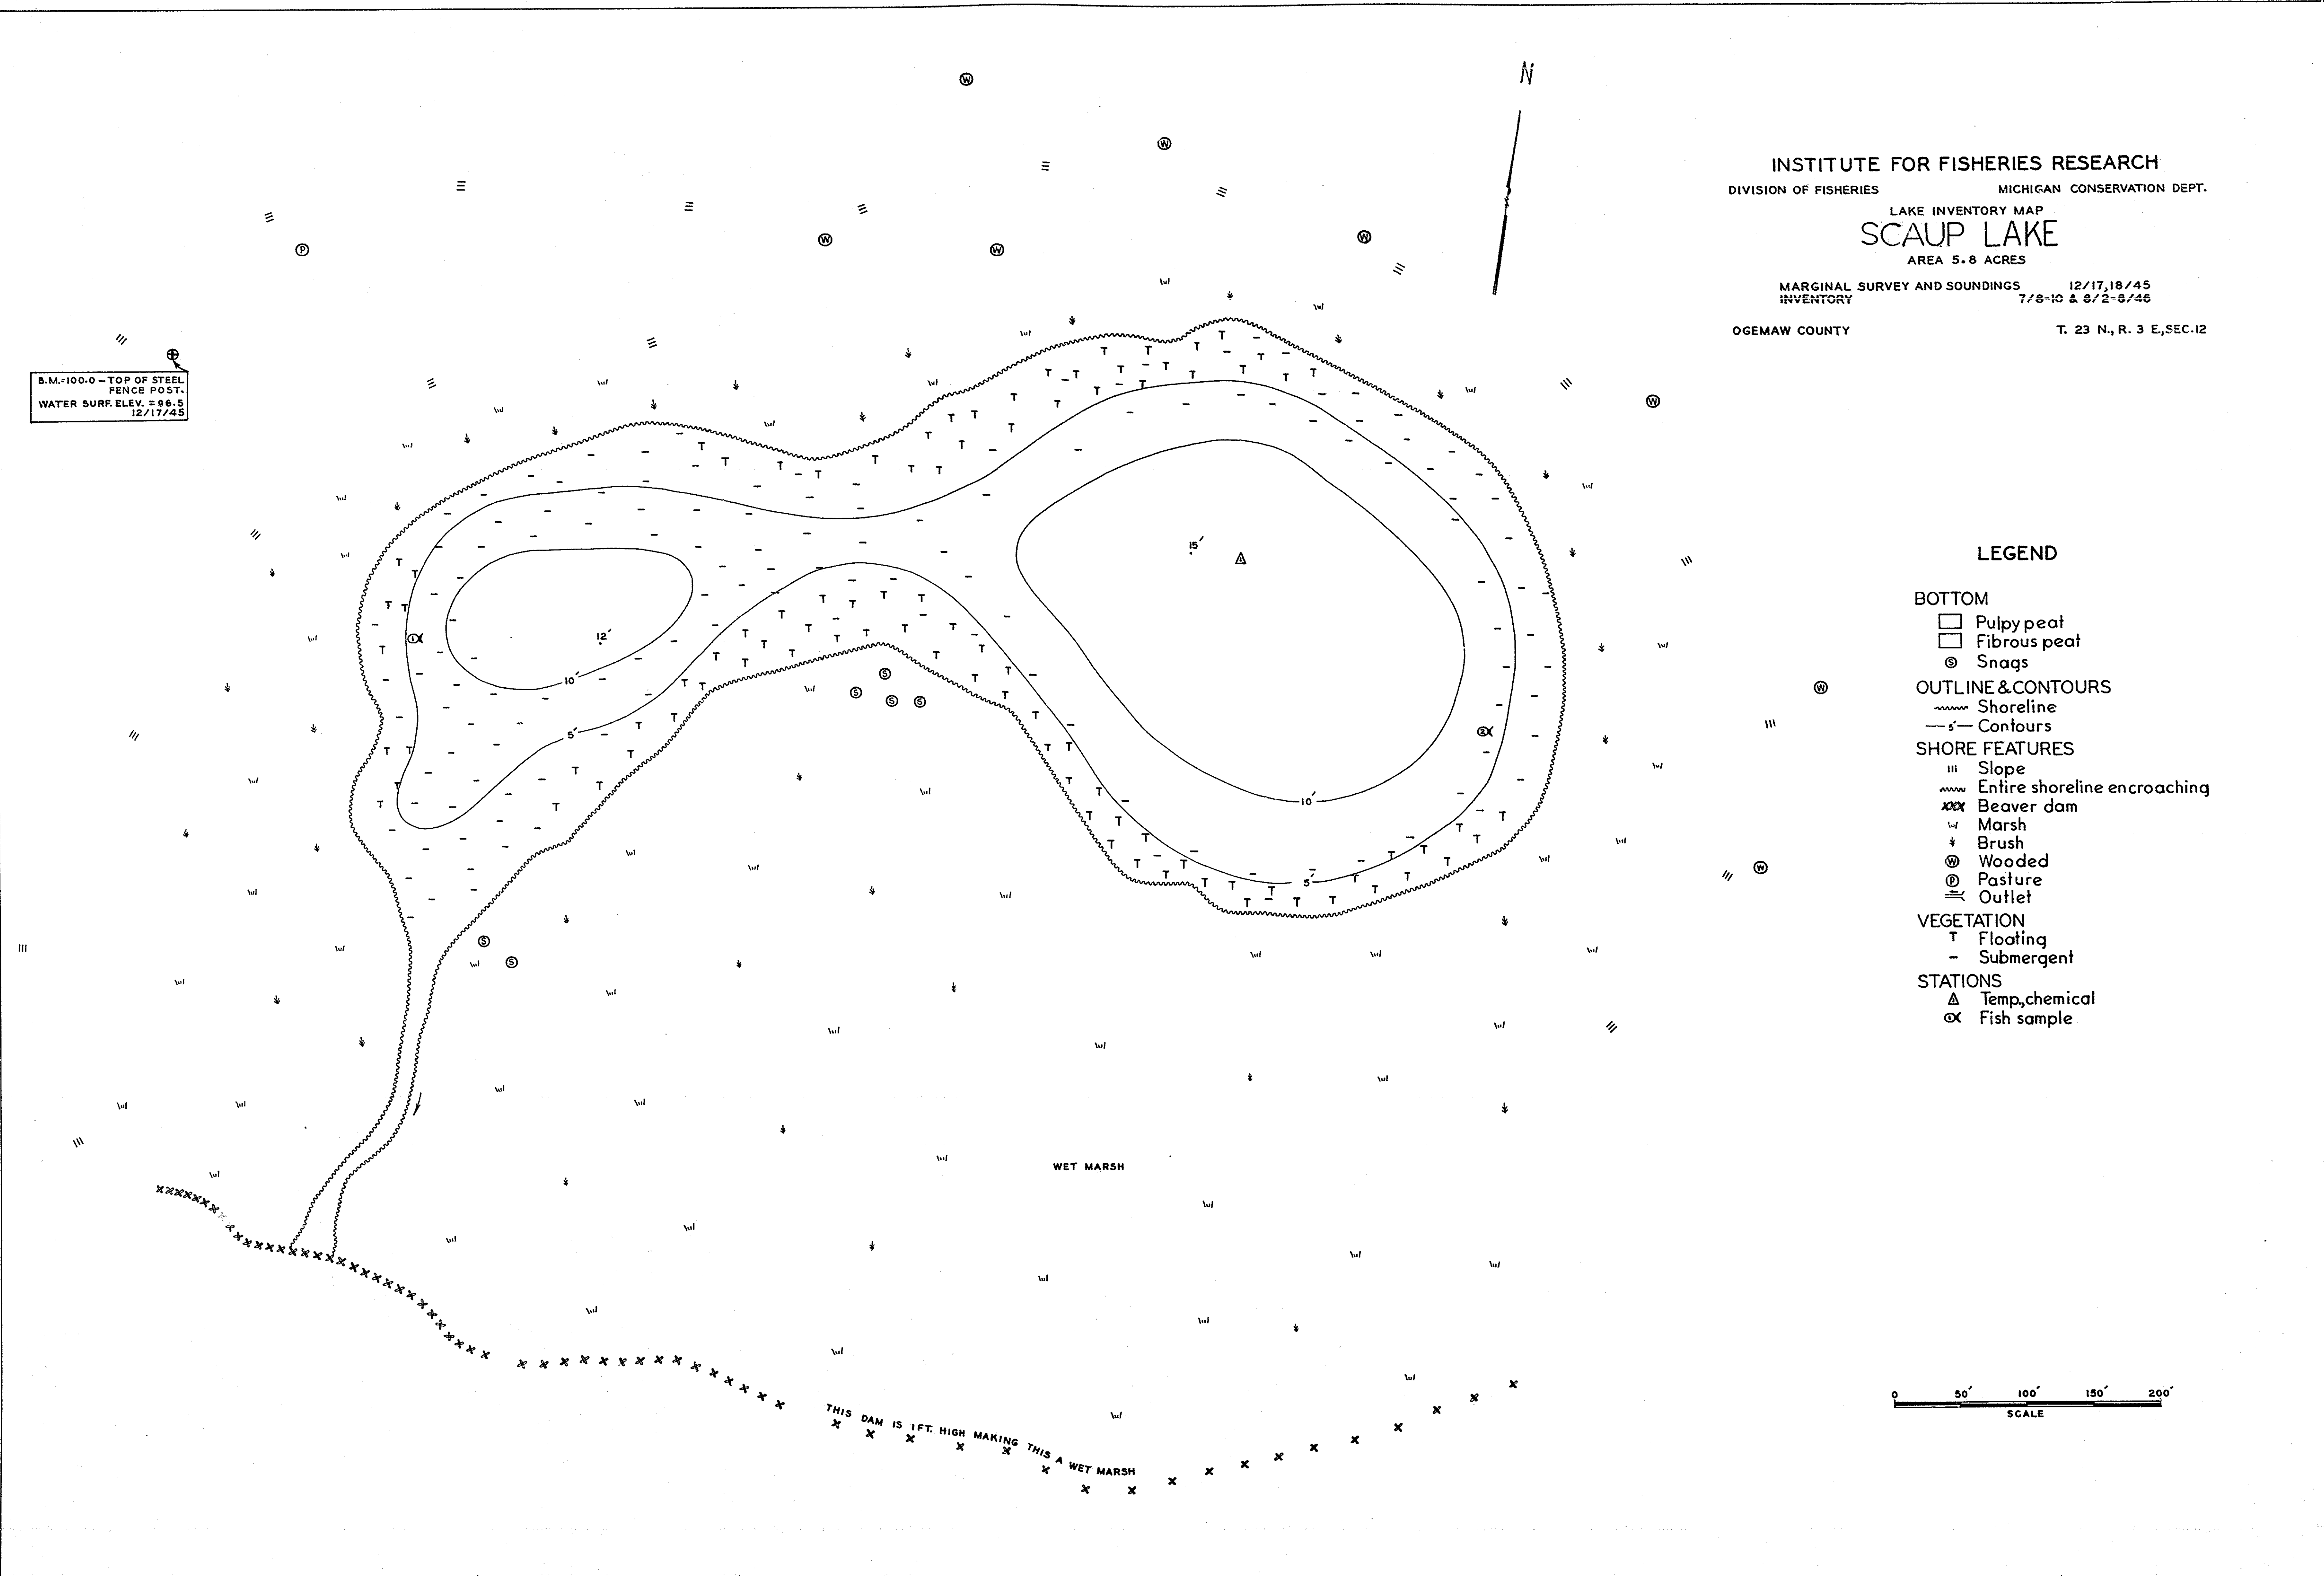 N
INSTITUTE FOR FISHERIES RESEARCH
DIVISION OF FISHERIES MICHIGAN CONSERVATION DEPT.
LAKE INVENTORY MAP
SCAUP LAKE
AREA 5.8 ACRES
MARGINAL SURVEY AND SOUNDINGS 12/17,18/45
INVENTORY 7/8-10 & 8/2-8/46
OGEMAW COUNTY T. 23 N., R. 3 E., SEC. 12
B.M.=100.0 – TOP OF STEEL
FENCE POST.
WATER SURF. ELEV. = 96.5
12/17/45
15'
12'
10'
5'
10'
5'
LEGEND
BOTTOM
Pulpy peat
Fibrous peat
S Snags
OUTLINE & CONTOURS
Shoreline
5' Contours
SHORE FEATURES
Slope
Entire shoreline encroaching
xxx Beaver dam
Marsh
Brush
W Wooded
P Pasture
Outlet
VEGETATION
T Floating
– Submergent
STATIONS
1 Temp., chemical
1 Fish sample
WET MARSH
THIS DAM IS 1 FT. HIGH MAKING THIS A WET MARSH
0 50' 100' 150' 200'
SCALE